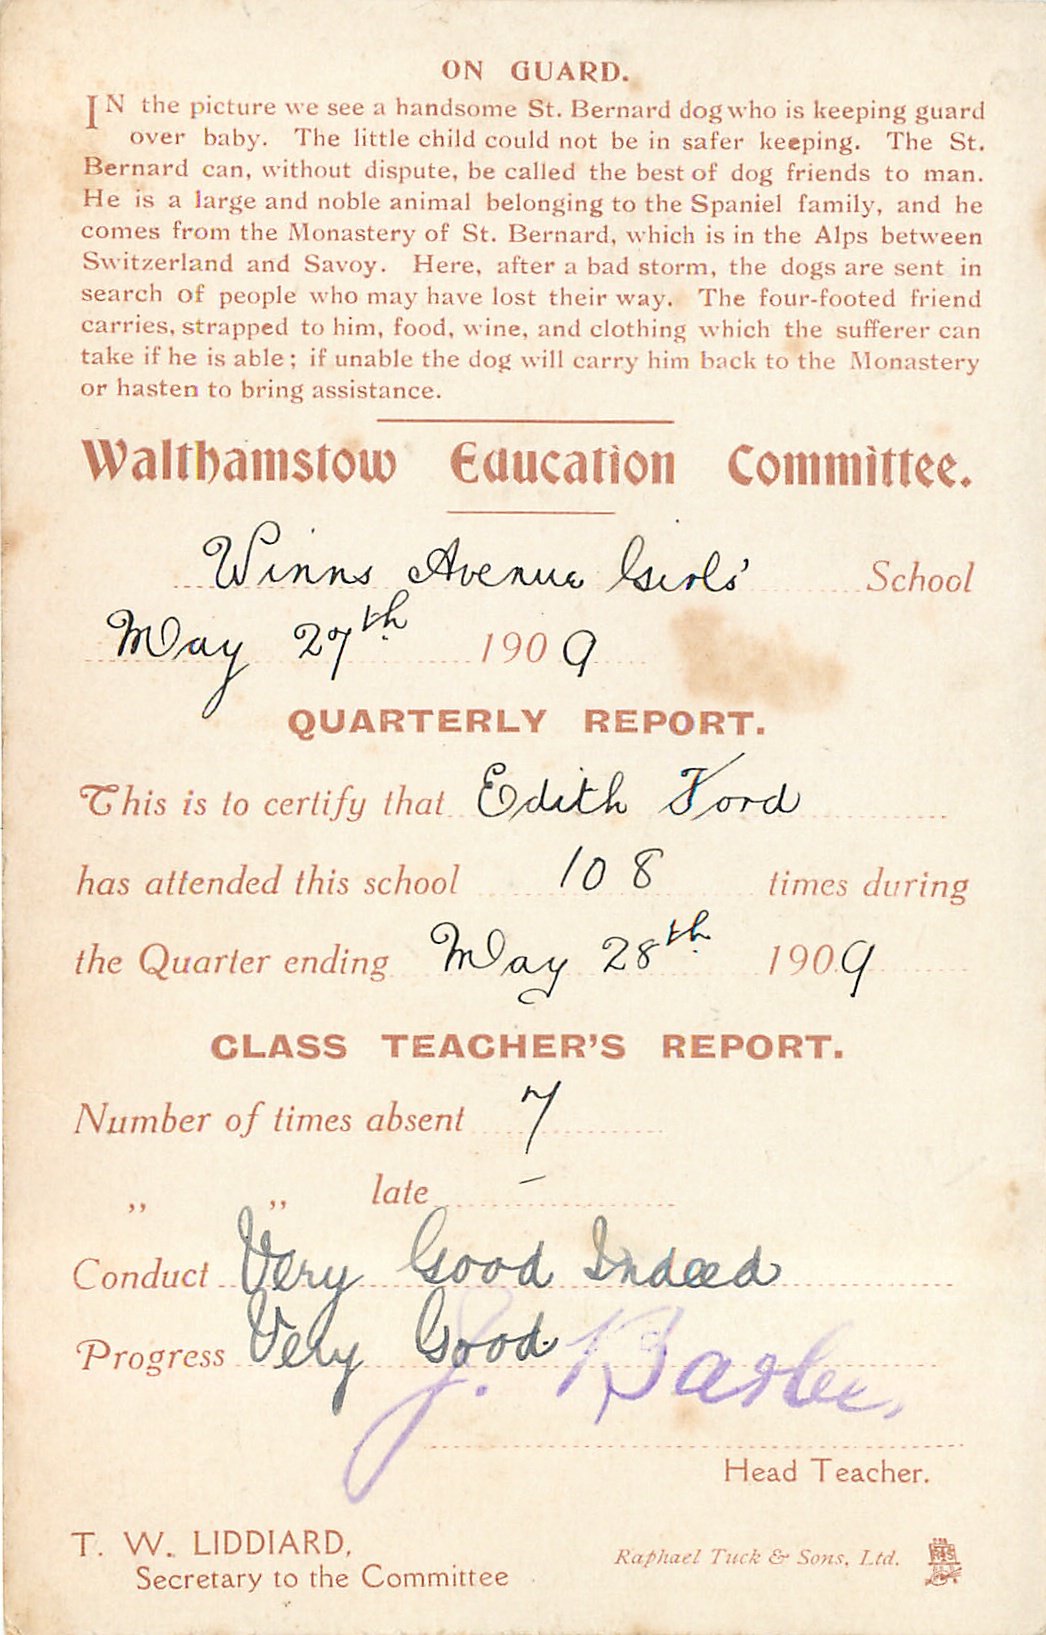 ON GUARD.
IN the picture we see a handsome St. Bernard dog who is keeping guard
over baby. The little child could not be in safer keeping. The St.
Bernard can, without dispute, be called the best of dog friends to man.
He is a large and noble animal belonging to the Spaniel family, and he
comes from the Monastery of St. Bernard, which is in the Alps between
Switzerland and Savoy. Here, after a bad storm, the dogs are sent in
search of people who may have lost their way. The four-footed friend
carries, strapped to him, food, wine, and clothing which the sufferer can
take if he is able; if unable the dog will carry him back to the Monastery
or hasten to bring assistance.
Walthamstow Education Committee.
Winns Avenue Girls' School
May 27th 1909
QUARTERLY REPORT.
This is to certify that Edith Ford
has attended this school 108 times during
the Quarter ending May 28th 1909
CLASS TEACHER'S REPORT.
Number of times absent 7
„ „ late –
Conduct Very Good Indeed
Progress Very Good
J.
Head Teacher.
T. W. LIDDIARD,
Secretary to the Committee
Raphael Tuck & Sons, Ltd.